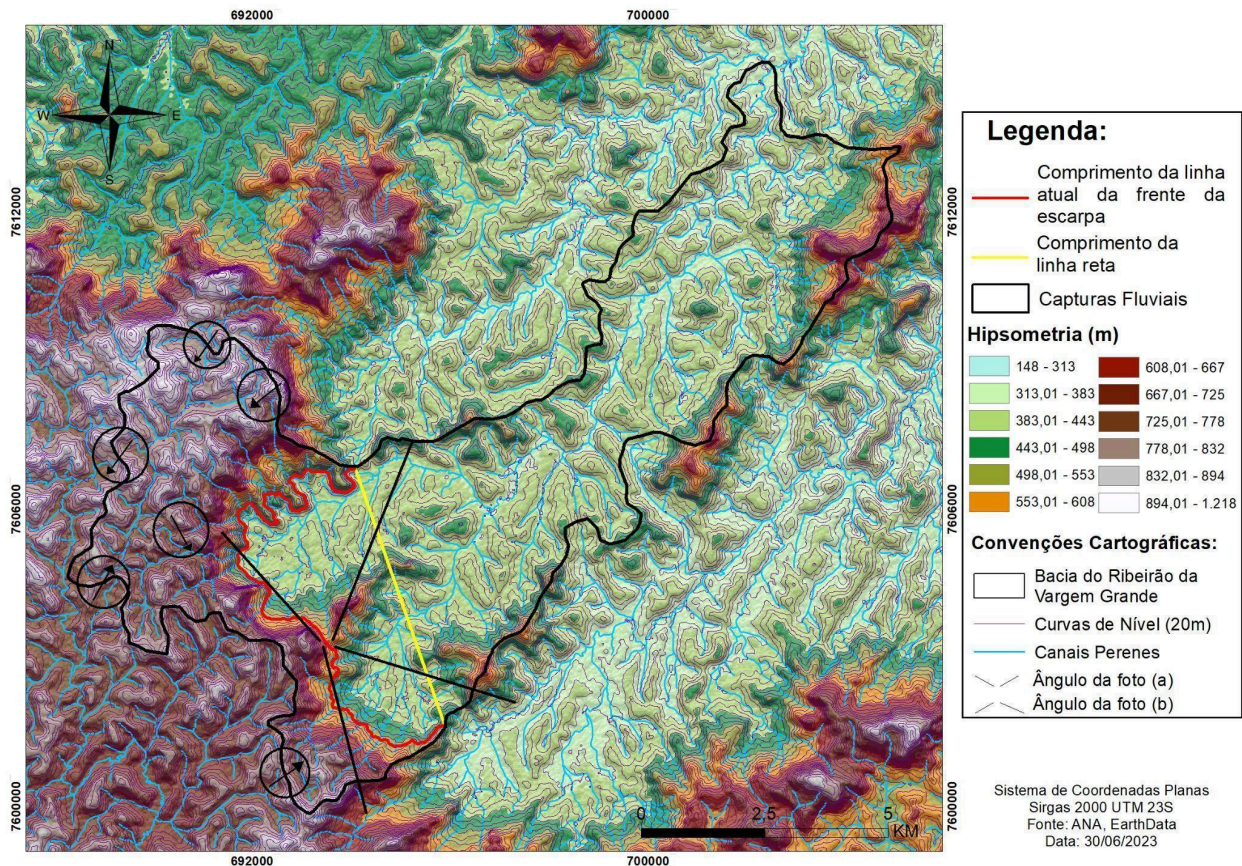 692000
700000
N
W
E
S
7612000
7612000
7606000
7606000
7600000
7600000
0
2.5
5
KM
692000
700000
Legenda:
Comprimento da linha
atual da frente da
escarpa
Comprimento da
linha reta
Capturas Fluviais
Hipsometria (m)
148 - 313
313,01 - 383
383,01 - 443
443,01 - 498
498,01 - 553
553,01 - 608
608,01 - 667
667,01 - 725
725,01 - 778
778,01 - 832
832,01 - 894
894,01 - 1.218
Convenções Cartográficas:
Bacia do Ribeirão da
Vargem Grande
Curvas de Nível (20m)
Canais Perenes
Ângulo da foto (a)
Ângulo da foto (b)
Sistema de Coordenadas Planas
Sirgas 2000 UTM 23S
Fonte: ANA, EarthData
Data: 30/06/2023